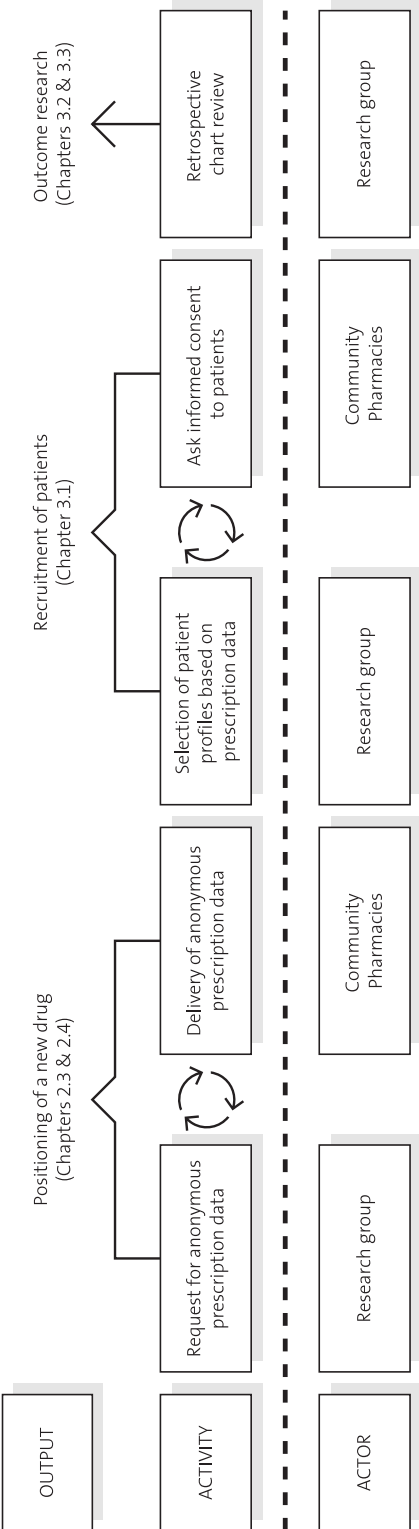 OUTPUT
Positioning of a new drug
(Chapters 2.3 & 2.4)
Recruitment of patients
(Chapter 3.1)
Outcome research
(Chapters 3.2 & 3.3)
ACTIVITY
Request for anonymous
prescription data
Delivery of anonymous
prescription data
Selection of patient
profiles based on
prescription data
Ask informed consent
to patients
Retrospective
chart review
ACTOR
Research group
Community
Pharmacies
Research group
Community
Pharmacies
Research group